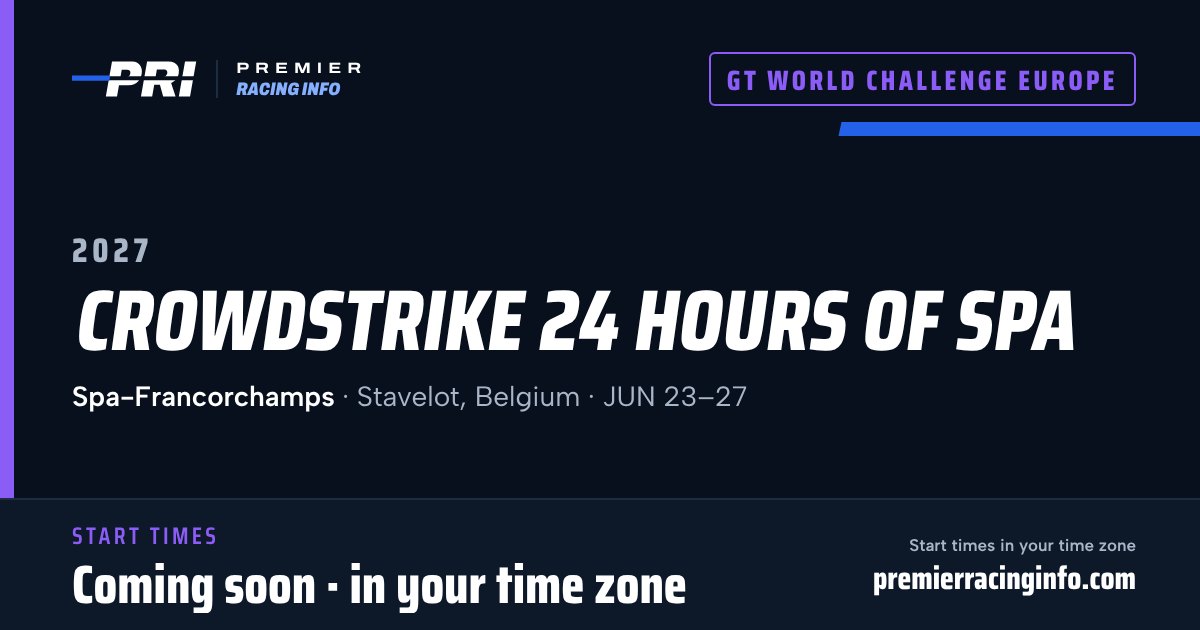 PRI
PREMIER
RACING INFO
GT WORLD CHALLENGE EUROPE
2027
CROWDSTRIKE 24 HOURS OF SPA
Spa-Francorchamps · Stavelot, Belgium · JUN 23–27
START TIMES
Coming soon · in your time zone
Start times in your time zone
premierracinginfo.com